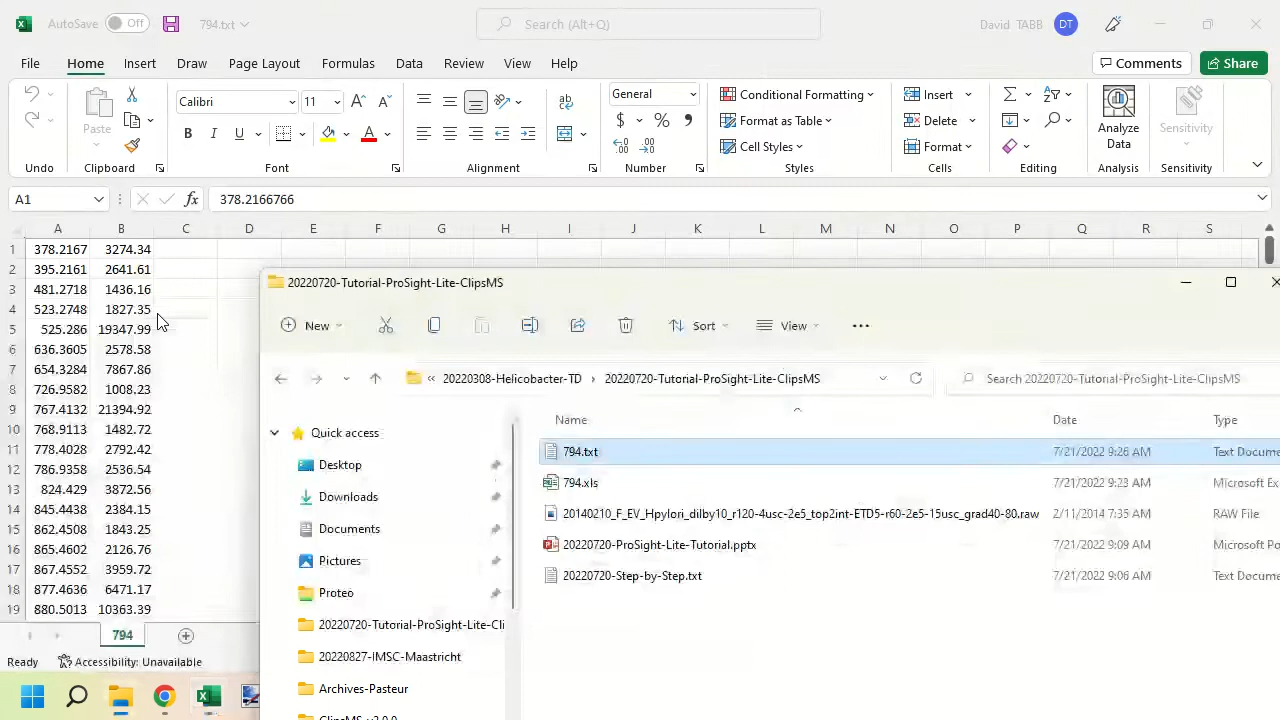 AutoSave Off 794.txt Search (Alt+Q) David TABB DT
File Home Insert Draw Page Layout Formulas Data Review View Help Comments Share
Calibri 11 General Conditional Formatting Insert
Paste B I U A $ % Format as Table Delete Analyze Data Sensitivity
Cell Styles Format
Undo Clipboard Font Alignment Number Styles Cells Editing Analysis Sensitivity
A1 fx 378.2166766
A B C D E F G H I J K L M N O P Q R S
1 378.2167 3274.34
2 395.2161 2641.61
3 481.2718 1436.16
4 523.2748 1827.35
5 525.286 19347.99
6 636.3605 2578.58
7 654.3284 7867.86
8 726.9582 1008.23
9 767.4132 21394.92
10 768.9113 1482.72
11 778.4028 2792.42
12 786.9358 2536.54
13 824.429 3872.56
14 845.4438 2384.15
15 862.4508 1843.25
16 865.4602 2126.76
17 867.4552 3959.72
18 877.4636 6471.17
19 880.5013 10363.39
794
Ready Accessibility: Unavailable
20220720-Tutorial-ProSight-Lite-ClipsMS
New Sort View
« 20220308-Helicobacter-TD › 20220720-Tutorial-ProSight-Lite-ClipsMS Search 20220720-Tutorial-ProSight-Lite-ClipsMS
Name Date Type
Quick access
Desktop
Downloads
Documents
Pictures
Proteo
20220720-Tutorial-ProSight-Lite-Cli
20220827-IMSC-Maastricht
Archives-Pasteur
ClipsMS-v2.0.0
794.txt 7/21/2022 9:26 AM Text Docume
794.xls 7/21/2022 9:23 AM Microsoft Ex
20140210_F_EV_Hpylori_dilby10_r120-4usc-2e5_top2int-ETD5-r60-2e5-15usc_grad40-80.raw 2/11/2014 7:35 AM RAW File
20220720-ProSight-Lite-Tutorial.pptx 7/21/2022 9:09 AM Microsoft Po
20220720-Step-by-Step.txt 7/21/2022 9:06 AM Text Docume